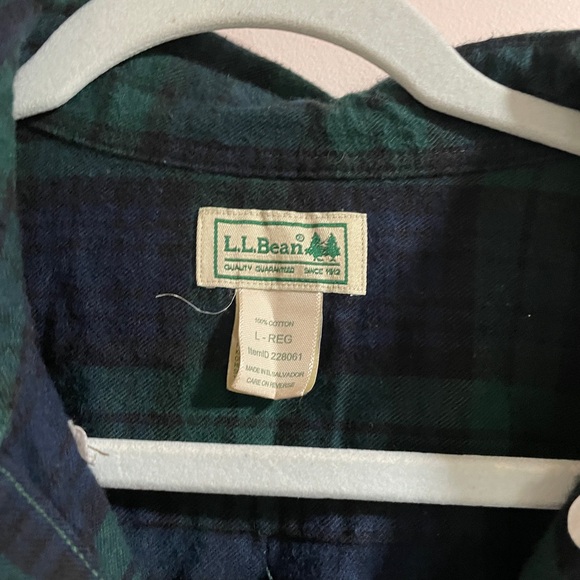 L.L.Bean®
QUALITY GUARANTEED SINCE 1912
100% COTTON
L - REG
ItemID 228061
MADE IN EL SALVADOR
CARE ON REVERSE